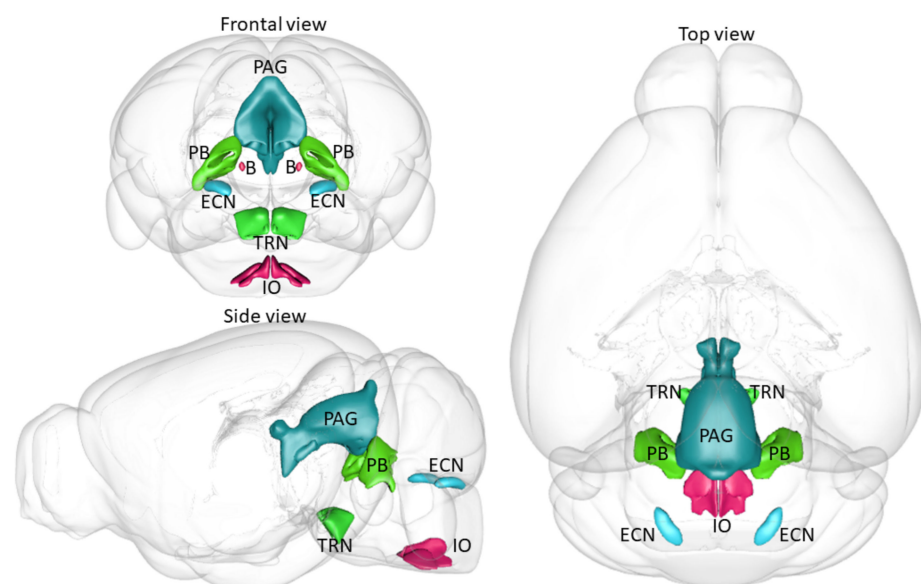 Frontal view
PAG
PB PB
B B
ECN ECN
TRN
IO
Side view
PAG
PB
ECN
TRN
IO
Top view
TRN TRN
PAG
PB PB
IO
ECN ECN